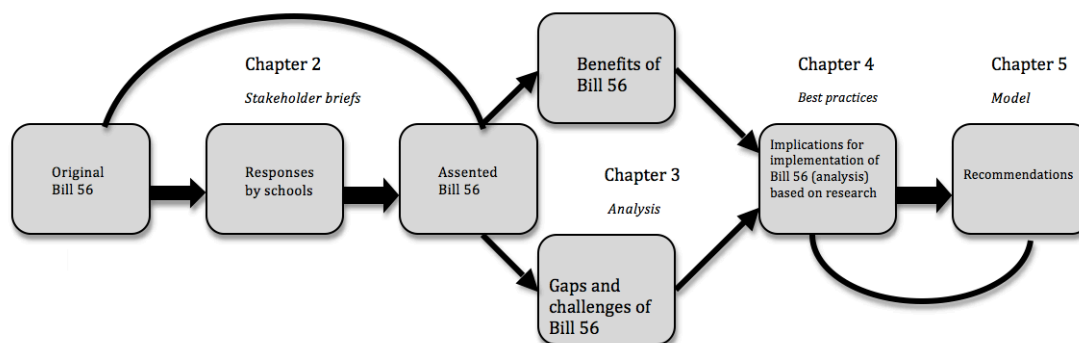 Chapter 2
Stakeholder briefs
Original
Bill 56
Responses
by schools
Assented
Bill 56
Benefits of
Bill 56
Chapter 3
Analysis
Gaps and
challenges of
Bill 56
Chapter 4
Best practices
Implications for
implementation of
Bill 56 (analysis)
based on research
Chapter 5
Model
Recommendations